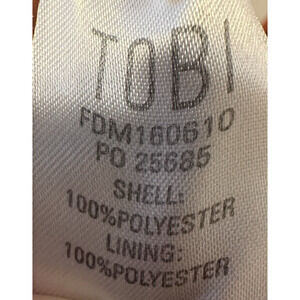 TOBI
FDM160610
PO 25685
SHELL:
100%POLYESTER
LINING:
100%POLYESTER